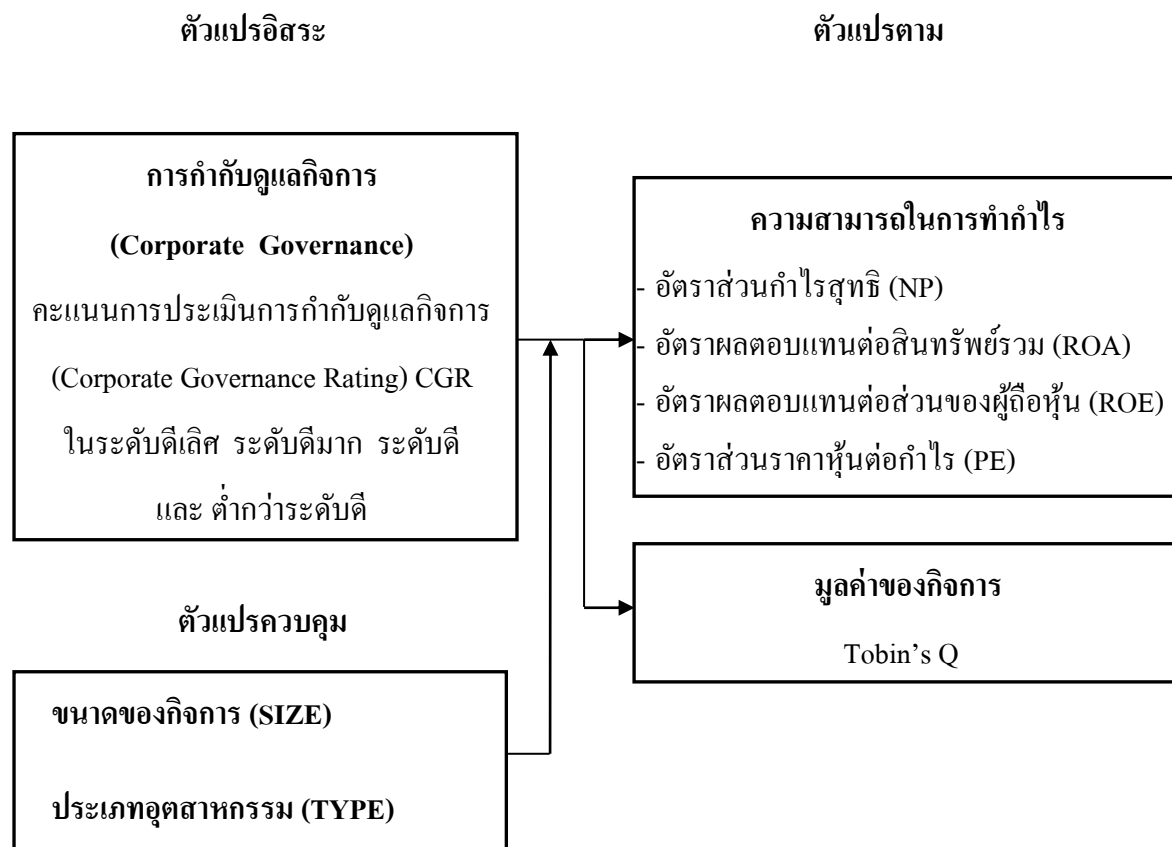 ตัวแปรอิสระ
ตัวแปรตาม
การกำกับดูแลกิจการ
(Corporate Governance)
คะแนนการประเมินการกำกับดูแลกิจการ
(Corporate Governance Rating) CGR
ในระดับดีเลิศ ระดับดีมาก ระดับดี
และ ต่ำกว่าระดับดี
ความสามารถในการทำกำไร
- อัตราส่วนกำไรสุทธิ (NP)
- อัตราผลตอบแทนต่อสินทรัพย์รวม (ROA)
- อัตราผลตอบแทนต่อส่วนของผู้ถือหุ้น (ROE)
- อัตราส่วนราคาหุ้นต่อกำไร (PE)
มูลค่าของกิจการ
Tobin’s Q
ตัวแปรควบคุม
ขนาดของกิจการ (SIZE)
ประเภทอุตสาหกรรม (TYPE)